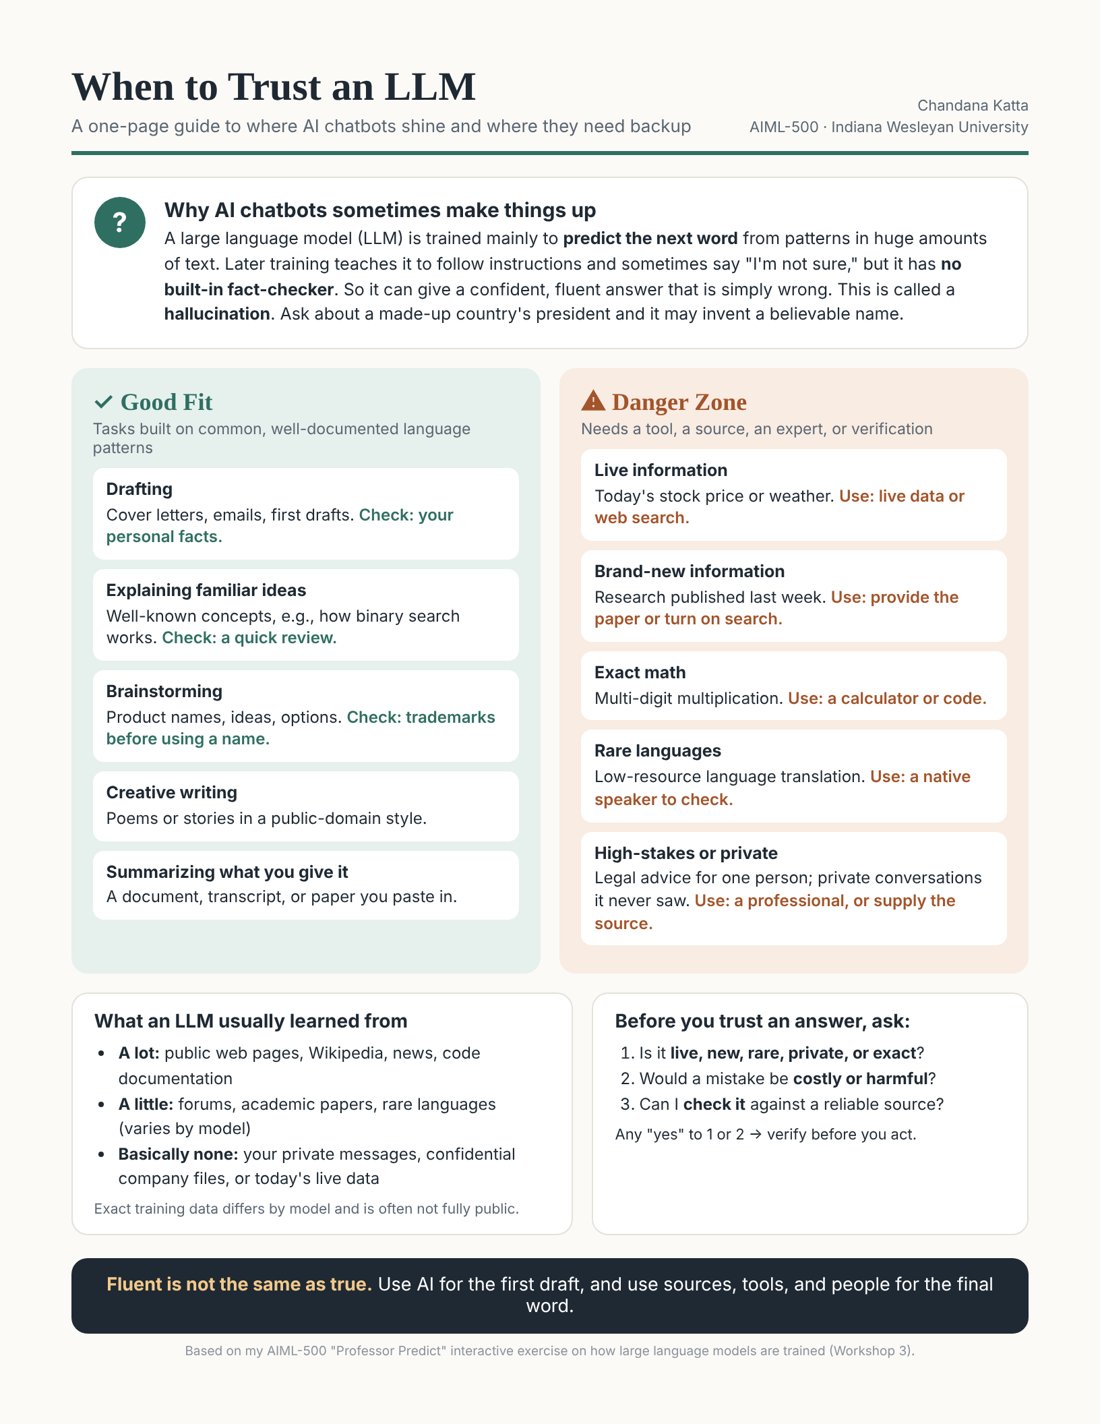 When to Trust an LLM
A one-page guide to where AI chatbots shine and where they need backup
Chandana Katta
AIML-500 · Indiana Wesleyan University
?
Why AI chatbots sometimes make things up
A large language model (LLM) is trained mainly to predict the next word from patterns in huge amounts
of text. Later training teaches it to follow instructions and sometimes say "I'm not sure," but it has no
built-in fact-checker. So it can give a confident, fluent answer that is simply wrong. This is called a
hallucination. Ask about a made-up country's president and it may invent a believable name.
✓ Good Fit
Tasks built on common, well-documented language
patterns
Drafting
Cover letters, emails, first drafts. Check: your
personal facts.
Explaining familiar ideas
Well-known concepts, e.g., how binary search
works. Check: a quick review.
Brainstorming
Product names, ideas, options. Check: trademarks
before using a name.
Creative writing
Poems or stories in a public-domain style.
Summarizing what you give it
A document, transcript, or paper you paste in.
⚠ Danger Zone
Needs a tool, a source, an expert, or verification
Live information
Today's stock price or weather. Use: live data or
web search.
Brand-new information
Research published last week. Use: provide the
paper or turn on search.
Exact math
Multi-digit multiplication. Use: a calculator or code.
Rare languages
Low-resource language translation. Use: a native
speaker to check.
High-stakes or private
Legal advice for one person; private conversations
it never saw. Use: a professional, or supply the
source.
What an LLM usually learned from
• A lot: public web pages, Wikipedia, news, code
documentation
• A little: forums, academic papers, rare languages
(varies by model)
• Basically none: your private messages, confidential
company files, or today's live data
Exact training data differs by model and is often not fully public.
Before you trust an answer, ask:
1. Is it live, new, rare, private, or exact?
2. Would a mistake be costly or harmful?
3. Can I check it against a reliable source?
Any "yes" to 1 or 2 → verify before you act.
Fluent is not the same as true. Use AI for the first draft, and use sources, tools, and people for the final
word.
Based on my AIML-500 "Professor Predict" interactive exercise on how large language models are trained (Workshop 3).